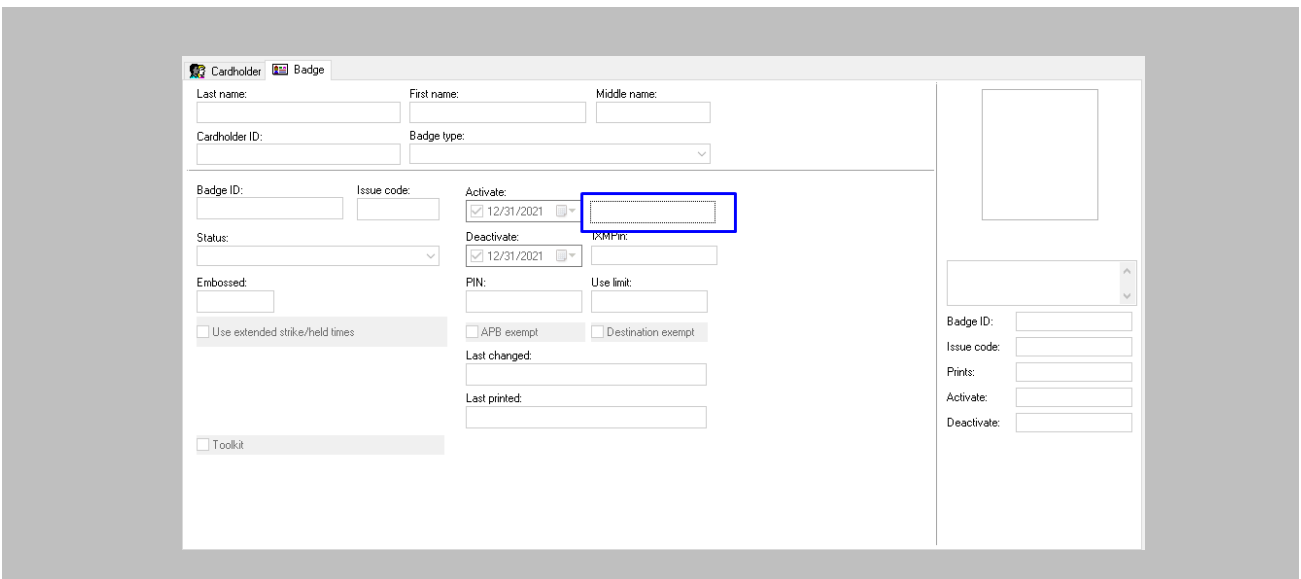 Cardholder Badge
Last name: First name: Middle name:
Cardholder ID: Badge type:
Badge ID: Issue code: Activate:
12/31/2021
Status: Deactivate: IXMPin:
12/31/2021
Embossed: PIN: Use limit:
Use extended strike/held times APB exempt Destination exempt
Last changed:
Last printed:
Toolkit
Badge ID:
Issue code:
Prints:
Activate:
Deactivate: